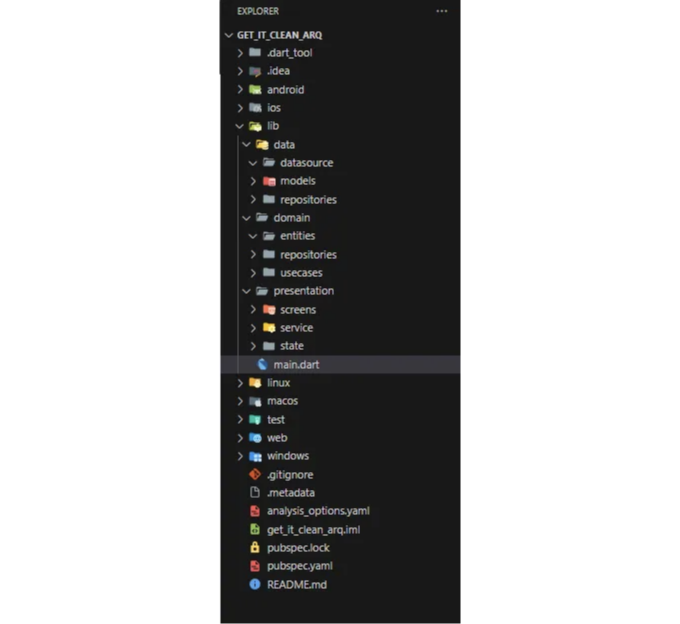 EXPLORER
GET_IT_CLEAN_ARQ
.dart_tool
.idea
android
ios
lib
data
datasource
models
repositories
domain
entities
repositories
usecases
presentation
screens
service
state
main.dart
linux
macos
test
web
windows
.gitignore
.metadata
analysis_options.yaml
get_it_clean_arq.iml
pubspec.lock
pubspec.yaml
README.md